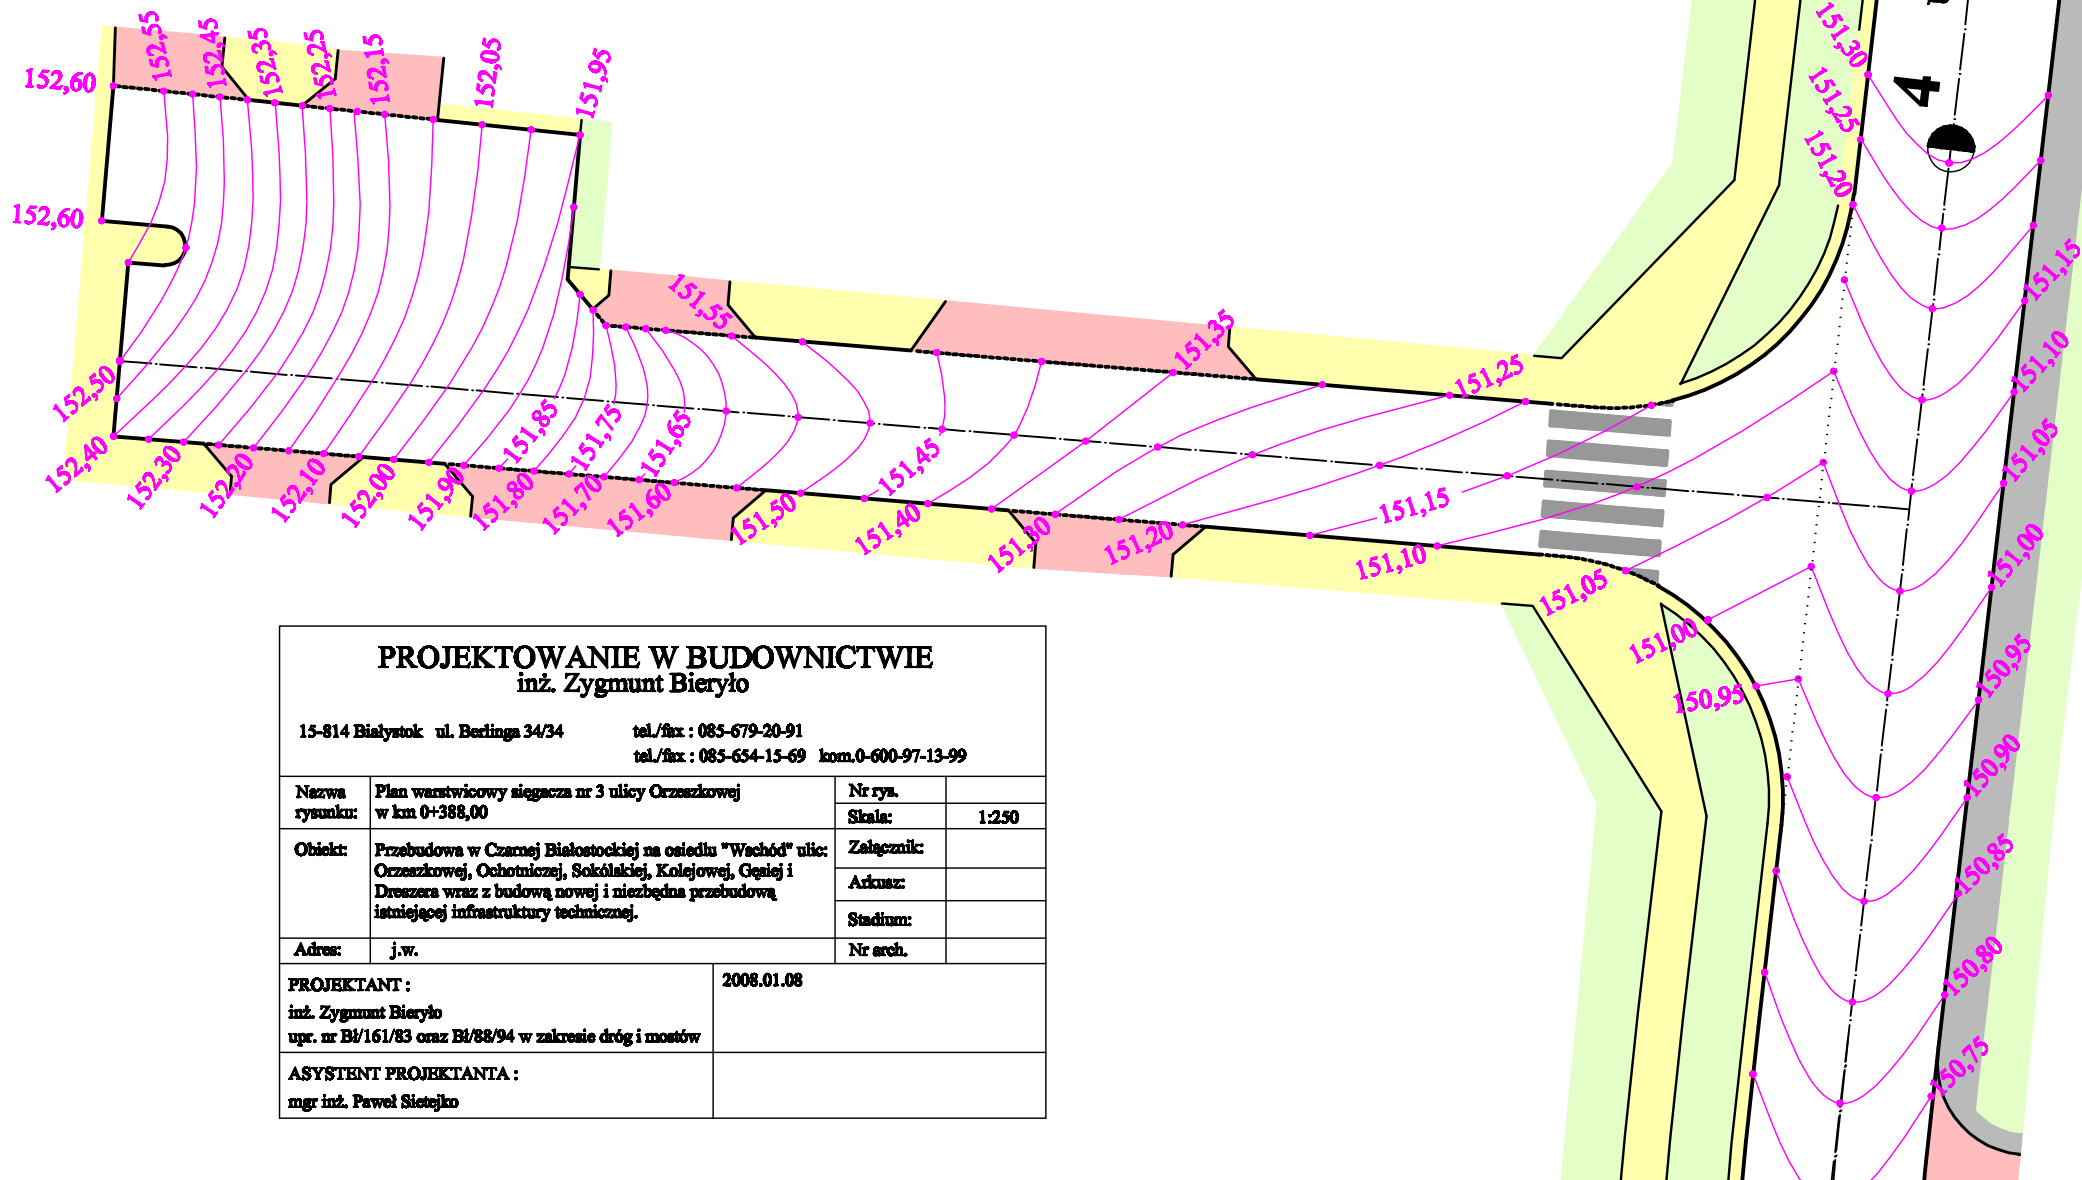 152,55
152,45
152,35
152,25
152,15
152,05
151,95
152,60
152,60
152,50
152,40
152,30
152,20
152,10
152,00
151,90
151,85
151,80
151,75
151,70
151,65
151,60
151,55
151,50
151,45
151,40
151,35
151,30
151,25
151,20
151,15
151,10
151,05
151,00
150,95
151,30
151,25
151,20
4
151,15
151,10
151,05
151,00
150,95
150,90
150,85
150,80
150,75
PROJEKTOWANIE W BUDOWNICTWIE
inż. Zygmunt Bieryło
15-814 Białystok ul. Berlinga 34/34 tel./fax : 085-679-20-91
tel./fax : 085-654-15-69 kom.0-600-97-13-99
Nazwa rysunku:
Plan warstwicowy sięgacza nr 3 ulicy Orzeszkowej
w km 0+388,00
Nr rys.
Skala: 1:250
Obiekt:
Przebudowa w Czarnej Białostockiej na osiedlu "Wschód" ulic:
Orzeszkowej, Ochotniczej, Sokólskiej, Kolejowej, Gęsiej i
Dreszera wraz z budową nowej i niezbędna przebudową
istniejącej infrastruktury technicznej.
Załącznik:
Arkusz:
Stadium:
Adres: j.w.
Nr arch.
PROJEKTANT :
inż. Zygmunt Bieryło
upr. nr Bł/161/83 oraz Bł/88/94 w zakresie dróg i mostów
2008.01.08
ASYSTENT PROJEKTANTA :
mgr inż. Paweł Sietejko